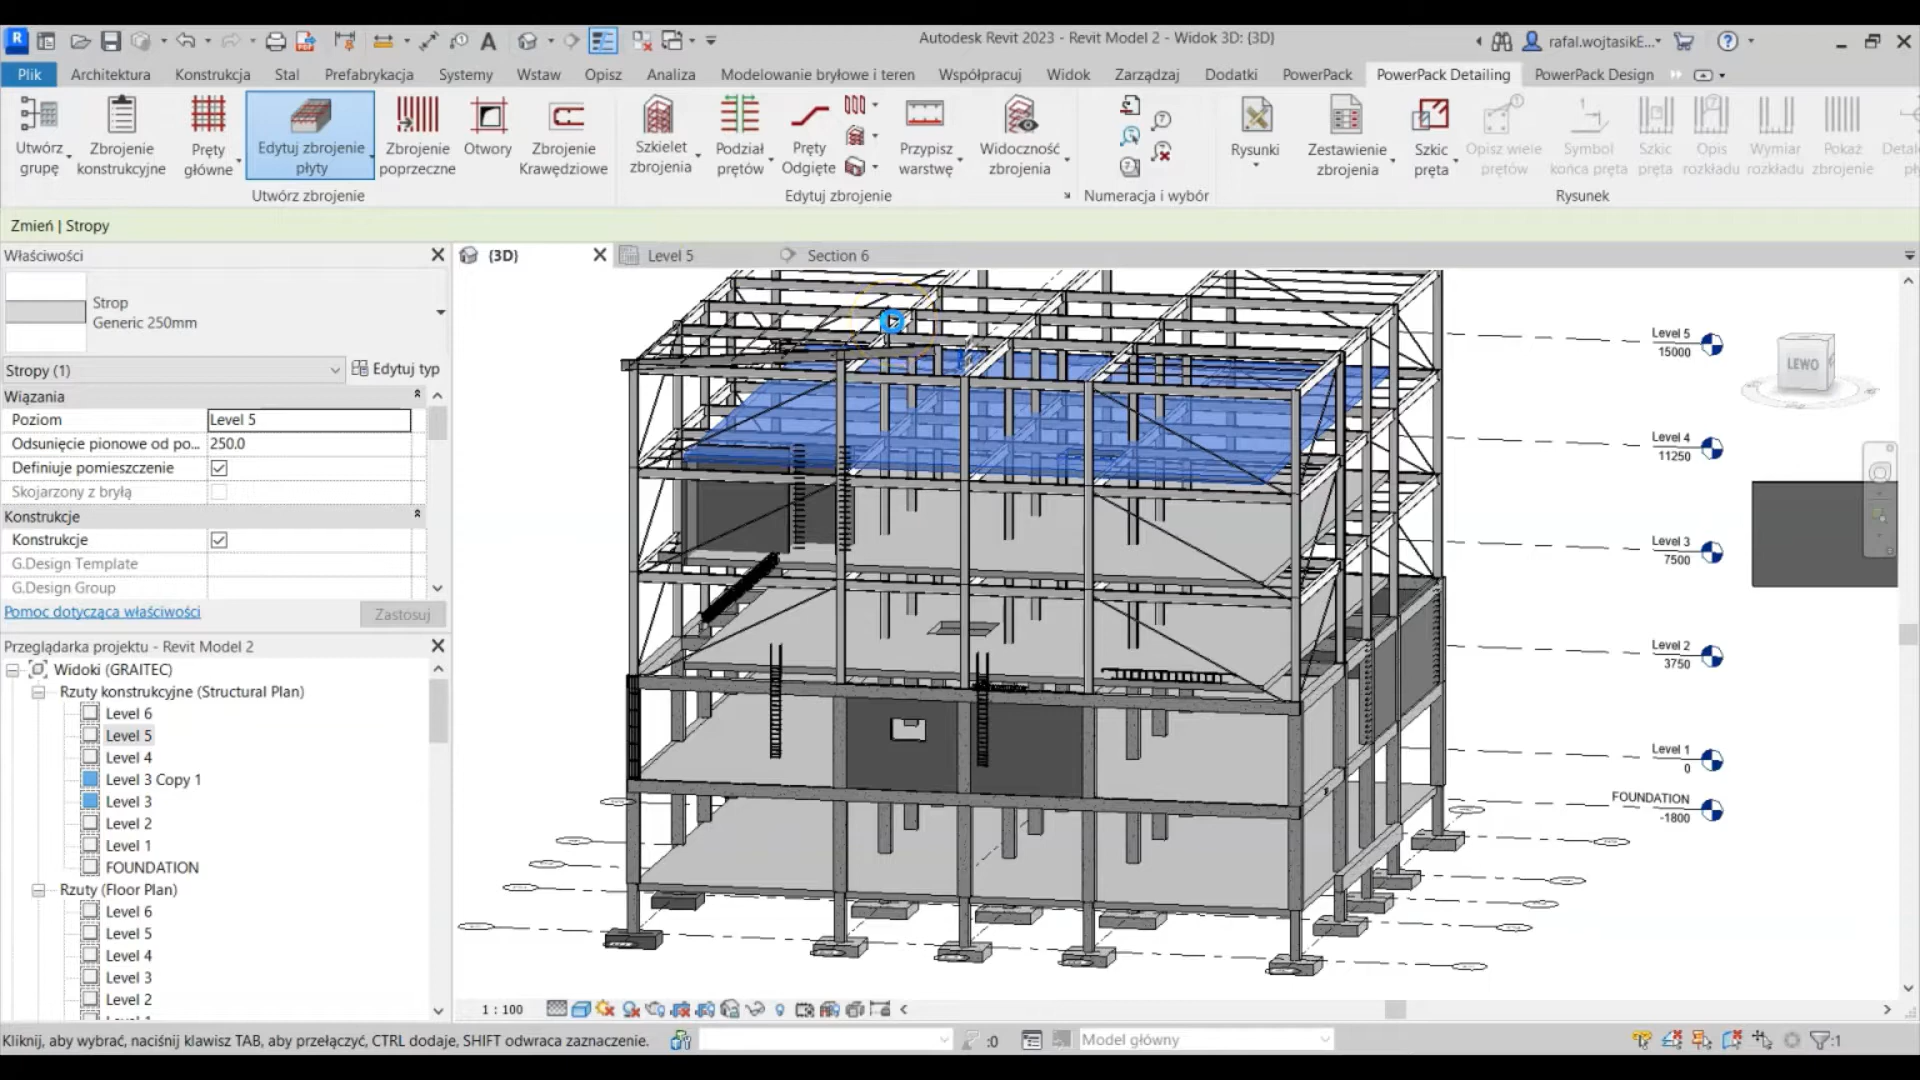 Autodesk Revit 2023 - Revit Model 2 - Widok 3D: {3D}
rafal.wojtasikE...
Plik Architektura Konstrukcja Stal Prefabrykacja Systemy Wstaw Opisz Analiza Modelowanie bryłowe i teren Współpracuj Widok Zarządzaj Dodatki PowerPack PowerPack Detailing PowerPack Design
Utwórz grupę
Zbrojenie konstrukcyjne
Pręty główne
Edytuj zbrojenie płyty
Zbrojenie poprzeczne
Otwory
Zbrojenie Krawędziowe
Szkielet zbrojenia
Podział prętów
Pręty Odgięte
Przypisz warstwę
Widoczność zbrojenia
Rysunki
Zestawienie zbrojenia
Szkic pręta
Opisz wiele prętów
Symbol końca pręta
Szkic pręta
Opis rozkładu
Wymiar rozkładu
Pokaż zbrojenie
Utwórz zbrojenie
Edytuj zbrojenie
Numeracja i wybór
Rysunek
Zmień | Stropy
Właściwości
{3D}
Level 5
Section 6
Strop
Generic 250mm
Stropy (1)
Edytuj typ
Wiązania
Poziom Level 5
Odsunięcie pionowe od po... 250.0
Definiuje pomieszczenie
Skojarzony z bryłą
Konstrukcje
Konstrukcje
G.Design Template
G.Design Group
Pomoc dotycząca właściwości
Zastosuj
Przeglądarka projektu - Revit Model 2
Widoki (GRAITEC)
Rzuty konstrukcyjne (Structural Plan)
Level 6
Level 5
Level 4
Level 3 Copy 1
Level 3
Level 2
Level 1
FOUNDATION
Rzuty (Floor Plan)
Level 6
Level 5
Level 4
Level 3
Level 2
Level 5
15000
Level 4
11250
Level 3
7500
Level 2
3750
Level 1
0
FOUNDATION
-1800
LEWO
1 : 100
Kliknij, aby wybrać, naciśnij klawisz TAB, aby przełączyć, CTRL dodaje, SHIFT odwraca zaznaczenie.
:0
Model główny
:1